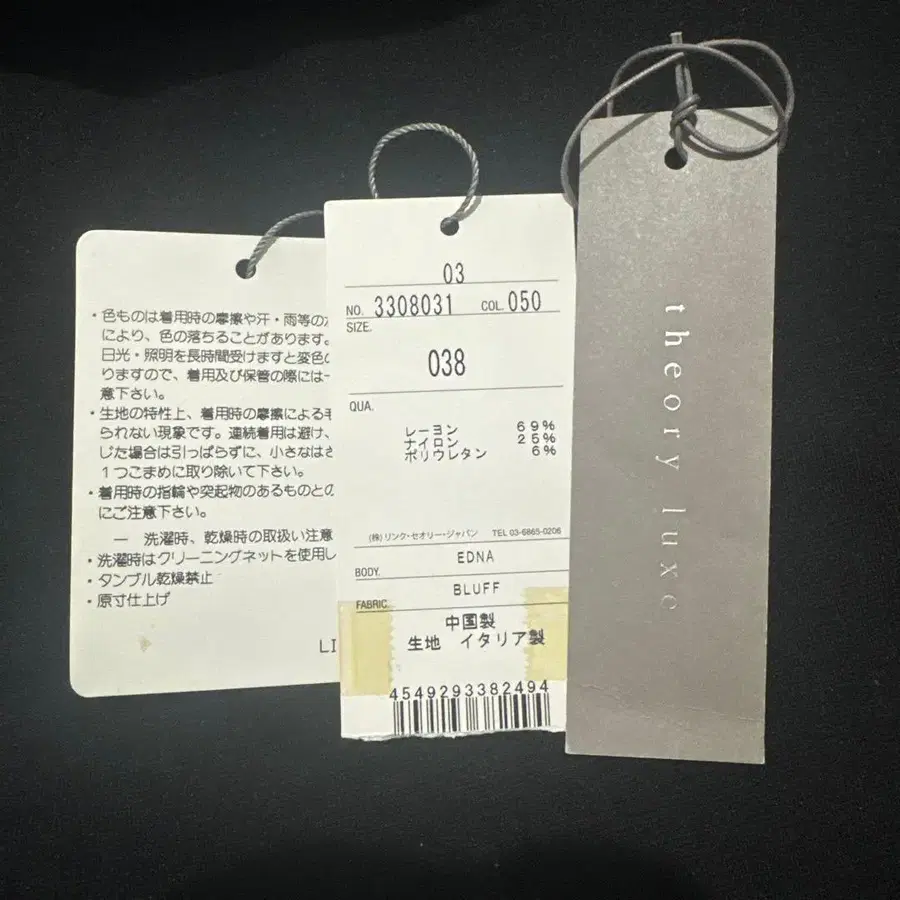 ・色ものは着用時の摩擦や汗・雨等の
により、色の落ちることがあります。
日光・照明を長時間受けますと変色
りますので、着用及び保管の際には
意下さい。
・生地の特性上、着用時の摩擦による
られない現象です。連続着用は避け、
じた場合は引っぱらずに、小さなは
1つこまめに取り除いて下さい。
・着用時の指輪や突起物のあるものとの
にご注意下さい。
― 洗濯時、乾燥時の取扱い注意
・洗濯時はクリーニングネットを使用し
・タンブル乾燥禁止
・原寸仕上げ
LI
03
NO. 3308031 COL. 050
SIZE.
038
QUA.
レーヨン 69%
ナイロン 25%
ポリウレタン 6%
(株)リンク・セオリー・ジャパン TEL 03-6865-0206
EDNA
BODY.
BLUFF
FABRIC.
中国製
生地 イタリア製
4549293382494
theory luxe